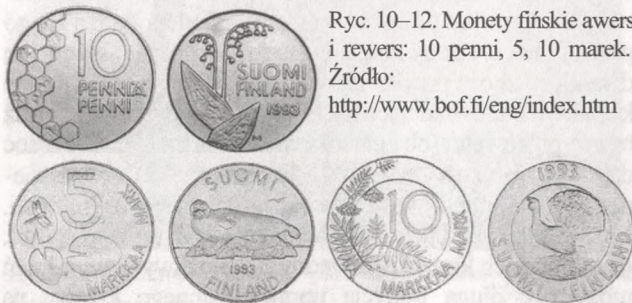 Ryc. 10–12. Monety fińskie awers
i rewers: 10 penni, 5, 10 marek.
Źródło:
http://www.bof.fi/eng/index.htm
10
PENNIÄ
PENNI
SUOMI
FINLAND
1993
5
MARK
MARKKAA
SUOMI
1993
FINLAND
10
MARKKAA MARK
1993
SUOMI FINLAND